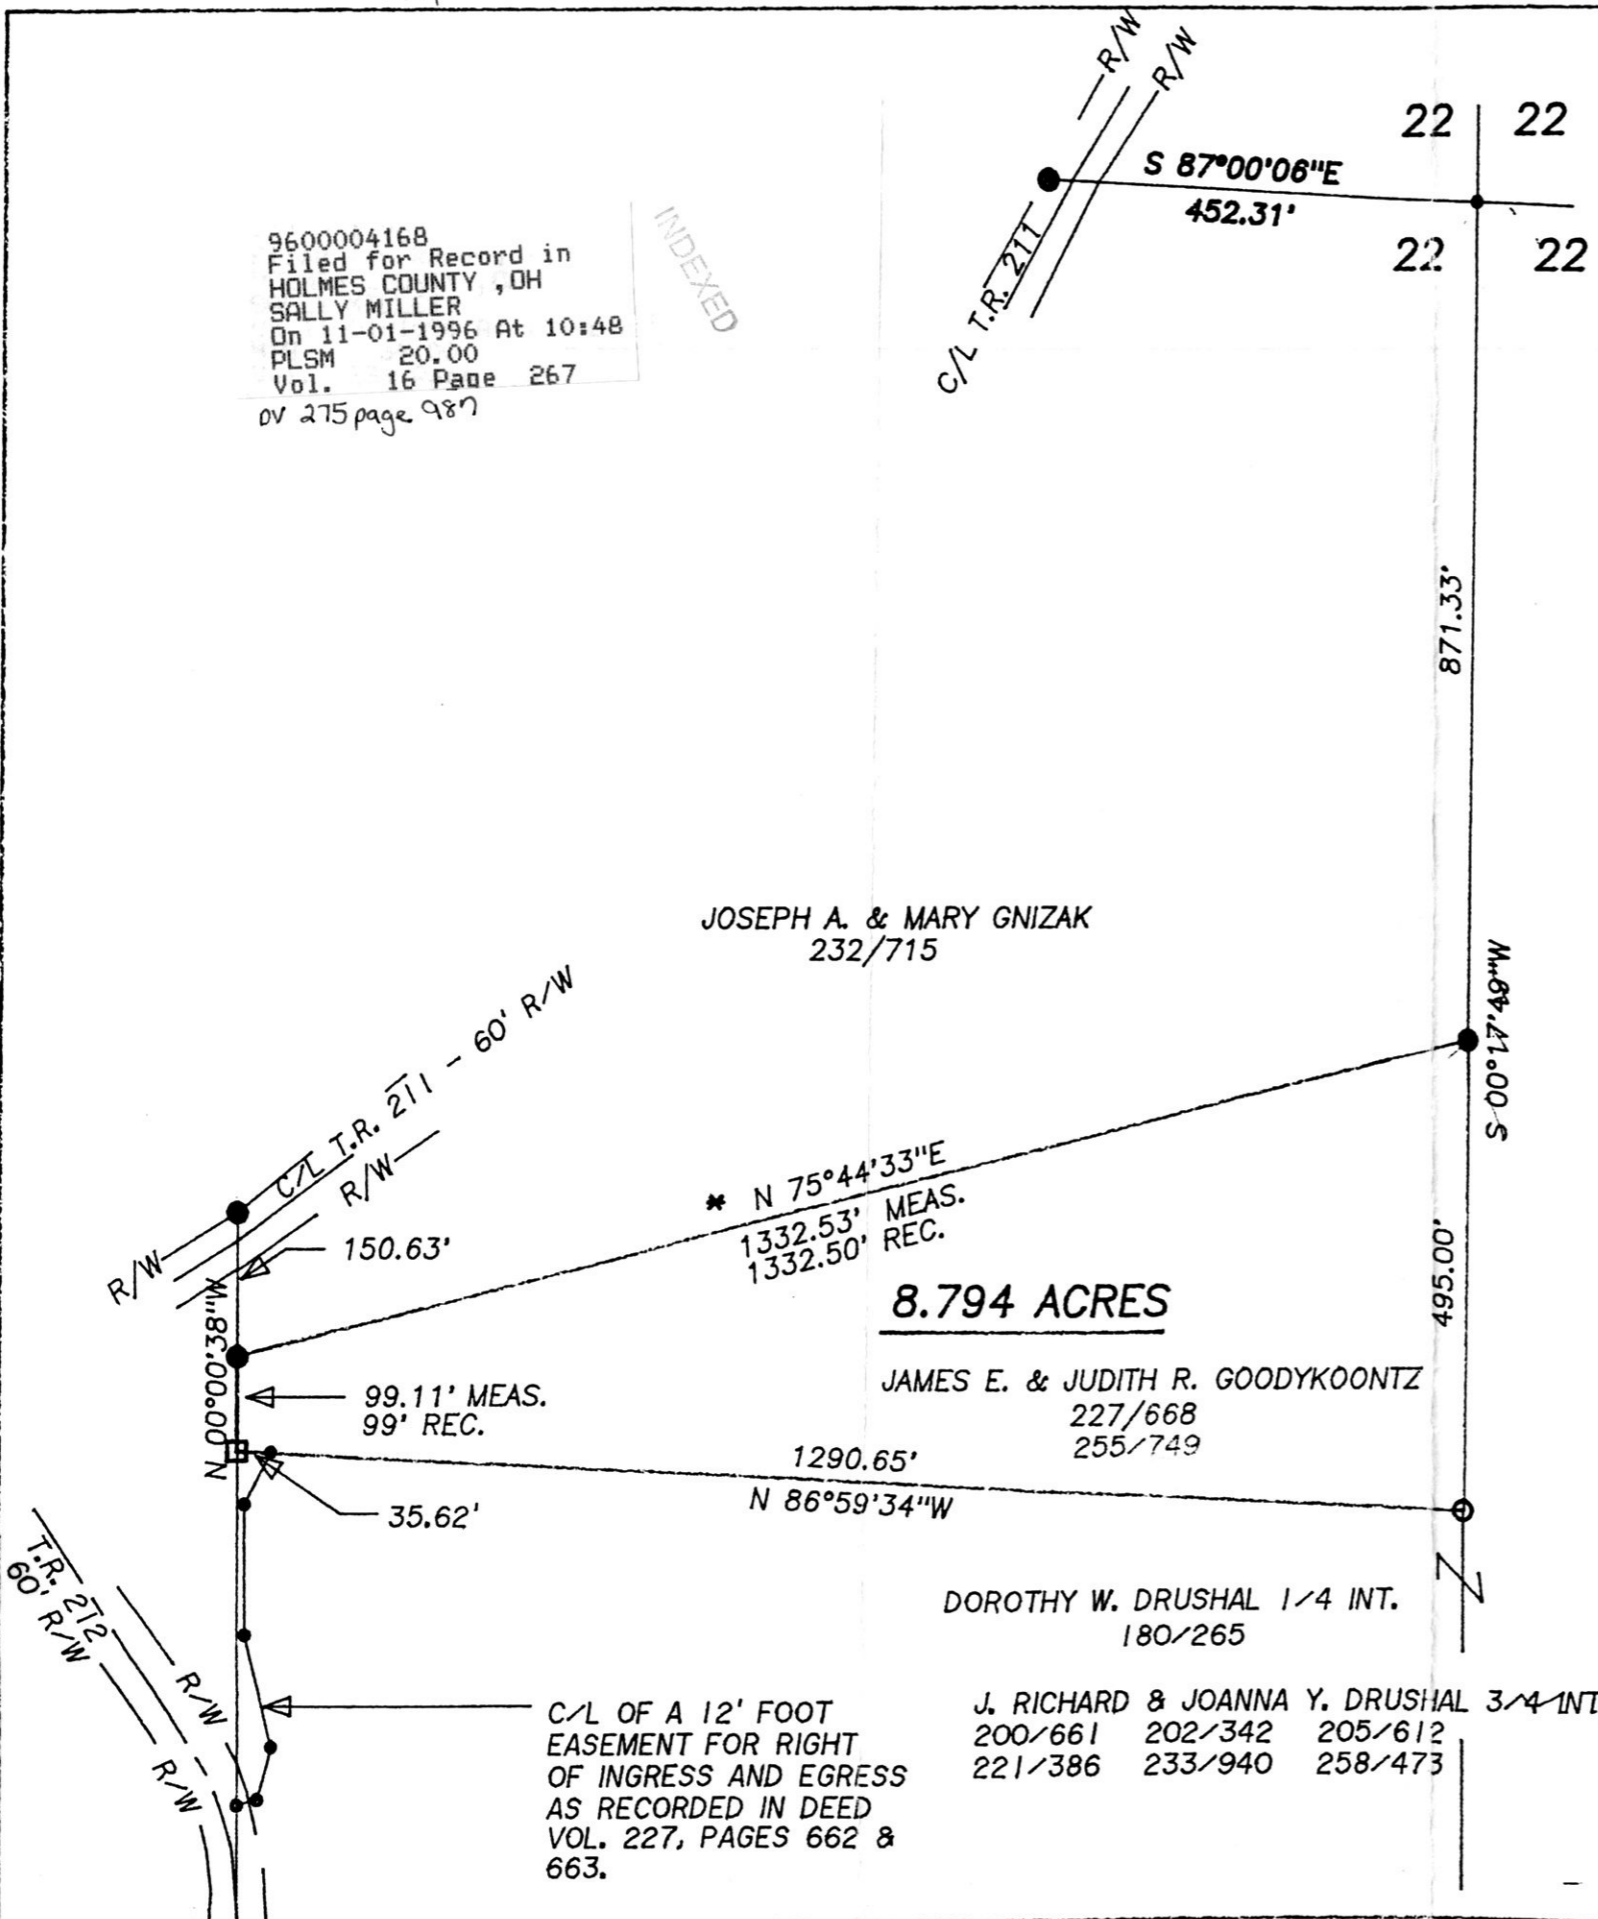 R/W
R/W
22 22
S 87°00'06"E
452.31'
22 22
C/L T.R. 211
9600004168
Filed for Record in
HOLMES COUNTY ,OH
SALLY MILLER
On 11-01-1996 At 10:48
PLSM 20.00
Vol. 16 Page 267
OV 275 page 987
INDEXED
871.33'
JOSEPH A. & MARY GNIZAK
232/715
S 00°17'48"W
C/L T.R. 211 - 60' R/W
R/W
R/W
150.63'
* N 75°44'33"E
1332.53' MEAS.
1332.50' REC.
8.794 ACRES
495.00'
N 00°00'38"W
99.11' MEAS.
99' REC.
JAMES E. & JUDITH R. GOODYKOONTZ
227/668
255/749
1290.65'
N 86°59'34"W
35.62'
T.R. 212
60' R/W
R/W
R/W
DOROTHY W. DRUSHAL 1/4 INT.
180/265
J. RICHARD & JOANNA Y. DRUSHAL 3/4 INT
200/661 202/342 205/612
221/386 233/940 258/473
C/L OF A 12' FOOT
EASEMENT FOR RIGHT
OF INGRESS AND EGRESS
AS RECORDED IN DEED
VOL. 227, PAGES 662 &
663.